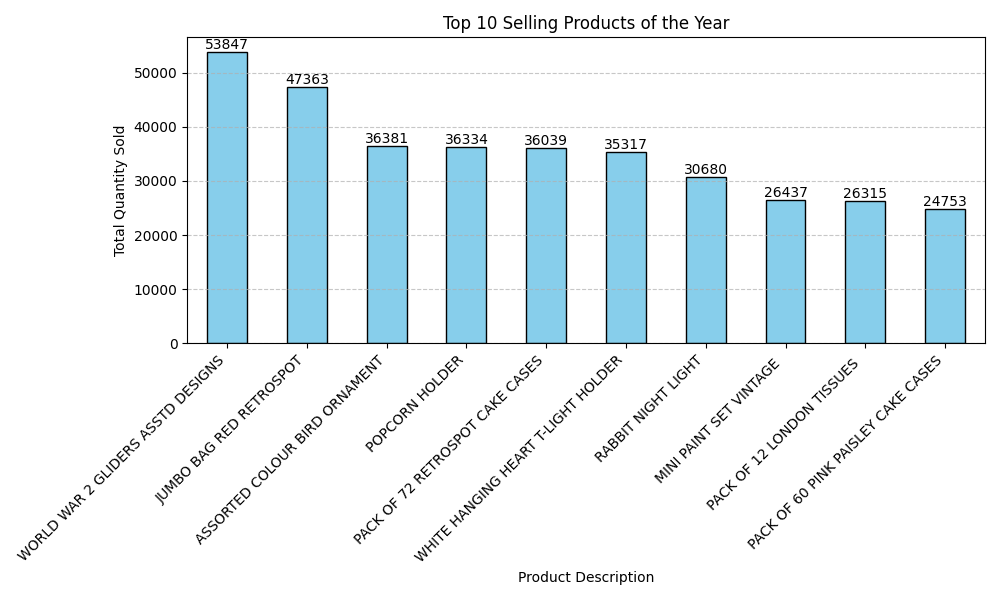 Top 10 Selling Products of the Year
Total Quantity Sold
50000
40000
30000
20000
10000
0
53847
47363
36381
36334
36039
35317
30680
26437
26315
24753
WORLD WAR 2 GLIDERS ASSTD DESIGNS
JUMBO BAG RED RETROSPOT
ASSORTED COLOUR BIRD ORNAMENT
POPCORN HOLDER
PACK OF 72 RETROSPOT CAKE CASES
WHITE HANGING HEART T-LIGHT HOLDER
RABBIT NIGHT LIGHT
MINI PAINT SET VINTAGE
PACK OF 12 LONDON TISSUES
PACK OF 60 PINK PAISLEY CAKE CASES
Product Description